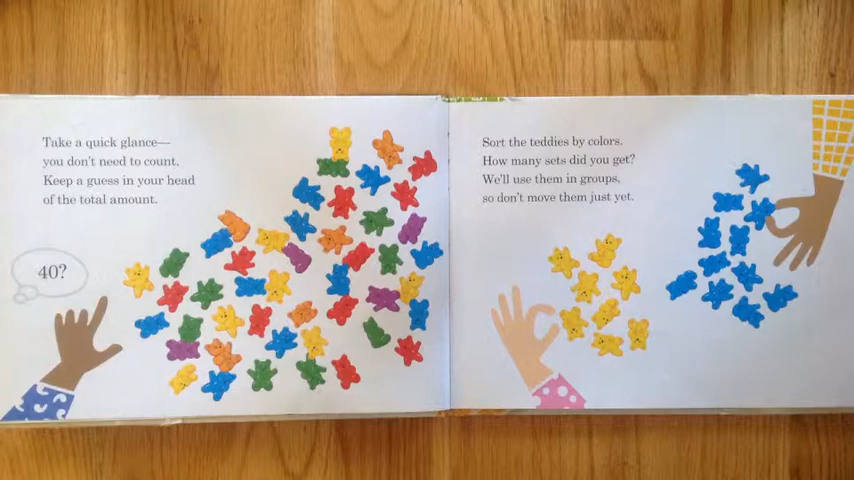 Take a quick glance—
you don't need to count.
Keep a guess in your head
of the total amount.
40?
Sort the teddies by colors.
How many sets did you get?
We'll use them in groups,
so don't move them just yet.